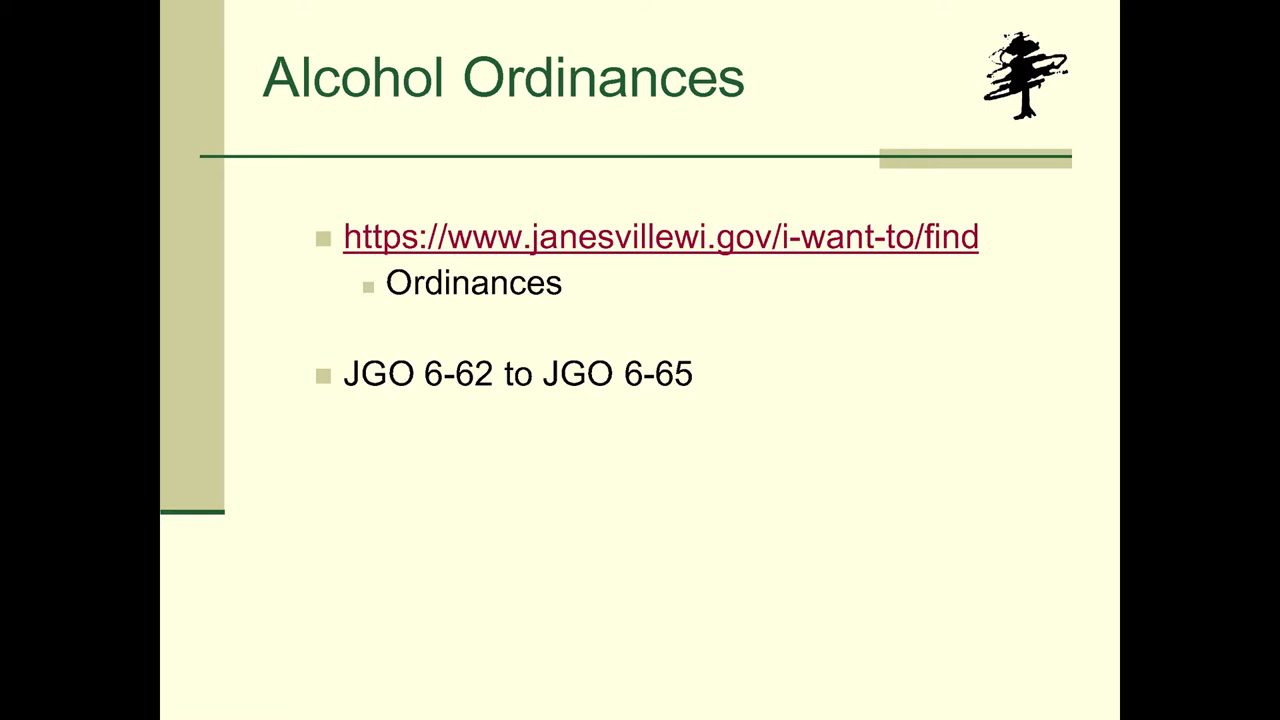 Alcohol Ordinances
https://www.janesvillewi.gov/i-want-to/find
Ordinances
JGO 6-62 to JGO 6-65